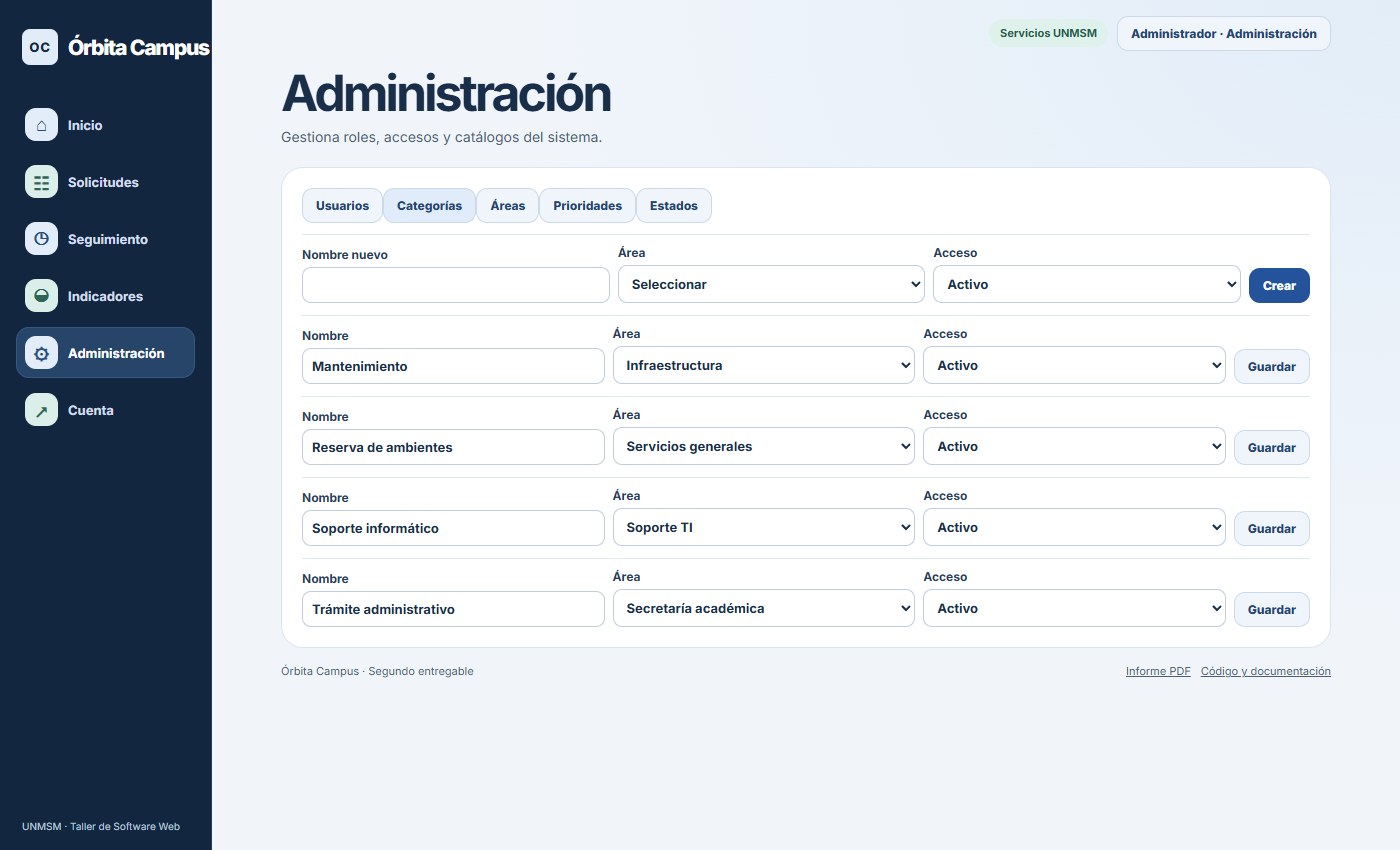 OC Órbita Campus
Inicio
Solicitudes
Seguimiento
Indicadores
Administración
Cuenta
UNMSM · Taller de Software Web
Servicios UNMSM Administrador · Administración
Administración
Gestiona roles, accesos y catálogos del sistema.
Usuarios Categorías Áreas Prioridades Estados
Nombre nuevo Área Acceso
Seleccionar Activo Crear
Nombre Área Acceso
Mantenimiento Infraestructura Activo Guardar
Nombre Área Acceso
Reserva de ambientes Servicios generales Activo Guardar
Nombre Área Acceso
Soporte informático Soporte TI Activo Guardar
Nombre Área Acceso
Trámite administrativo Secretaría académica Activo Guardar
Órbita Campus · Segundo entregable Informe PDF Código y documentación